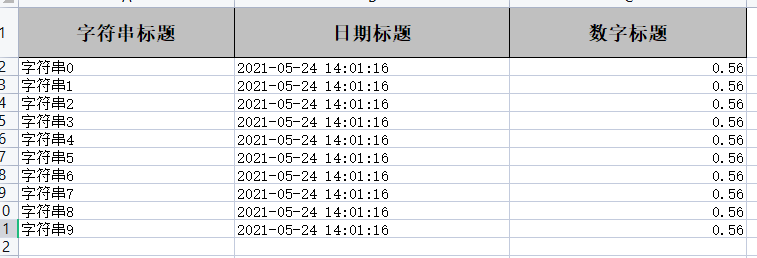 1 字符串标题 日期标题 数字标题
2 字符串0 2021-05-24 14:01:16 0.56
3 字符串1 2021-05-24 14:01:16 0.56
4 字符串2 2021-05-24 14:01:16 0.56
5 字符串3 2021-05-24 14:01:16 0.56
6 字符串4 2021-05-24 14:01:16 0.56
7 字符串5 2021-05-24 14:01:16 0.56
8 字符串6 2021-05-24 14:01:16 0.56
9 字符串7 2021-05-24 14:01:16 0.56
0 字符串8 2021-05-24 14:01:16 0.56
1 字符串9 2021-05-24 14:01:16 0.56
2